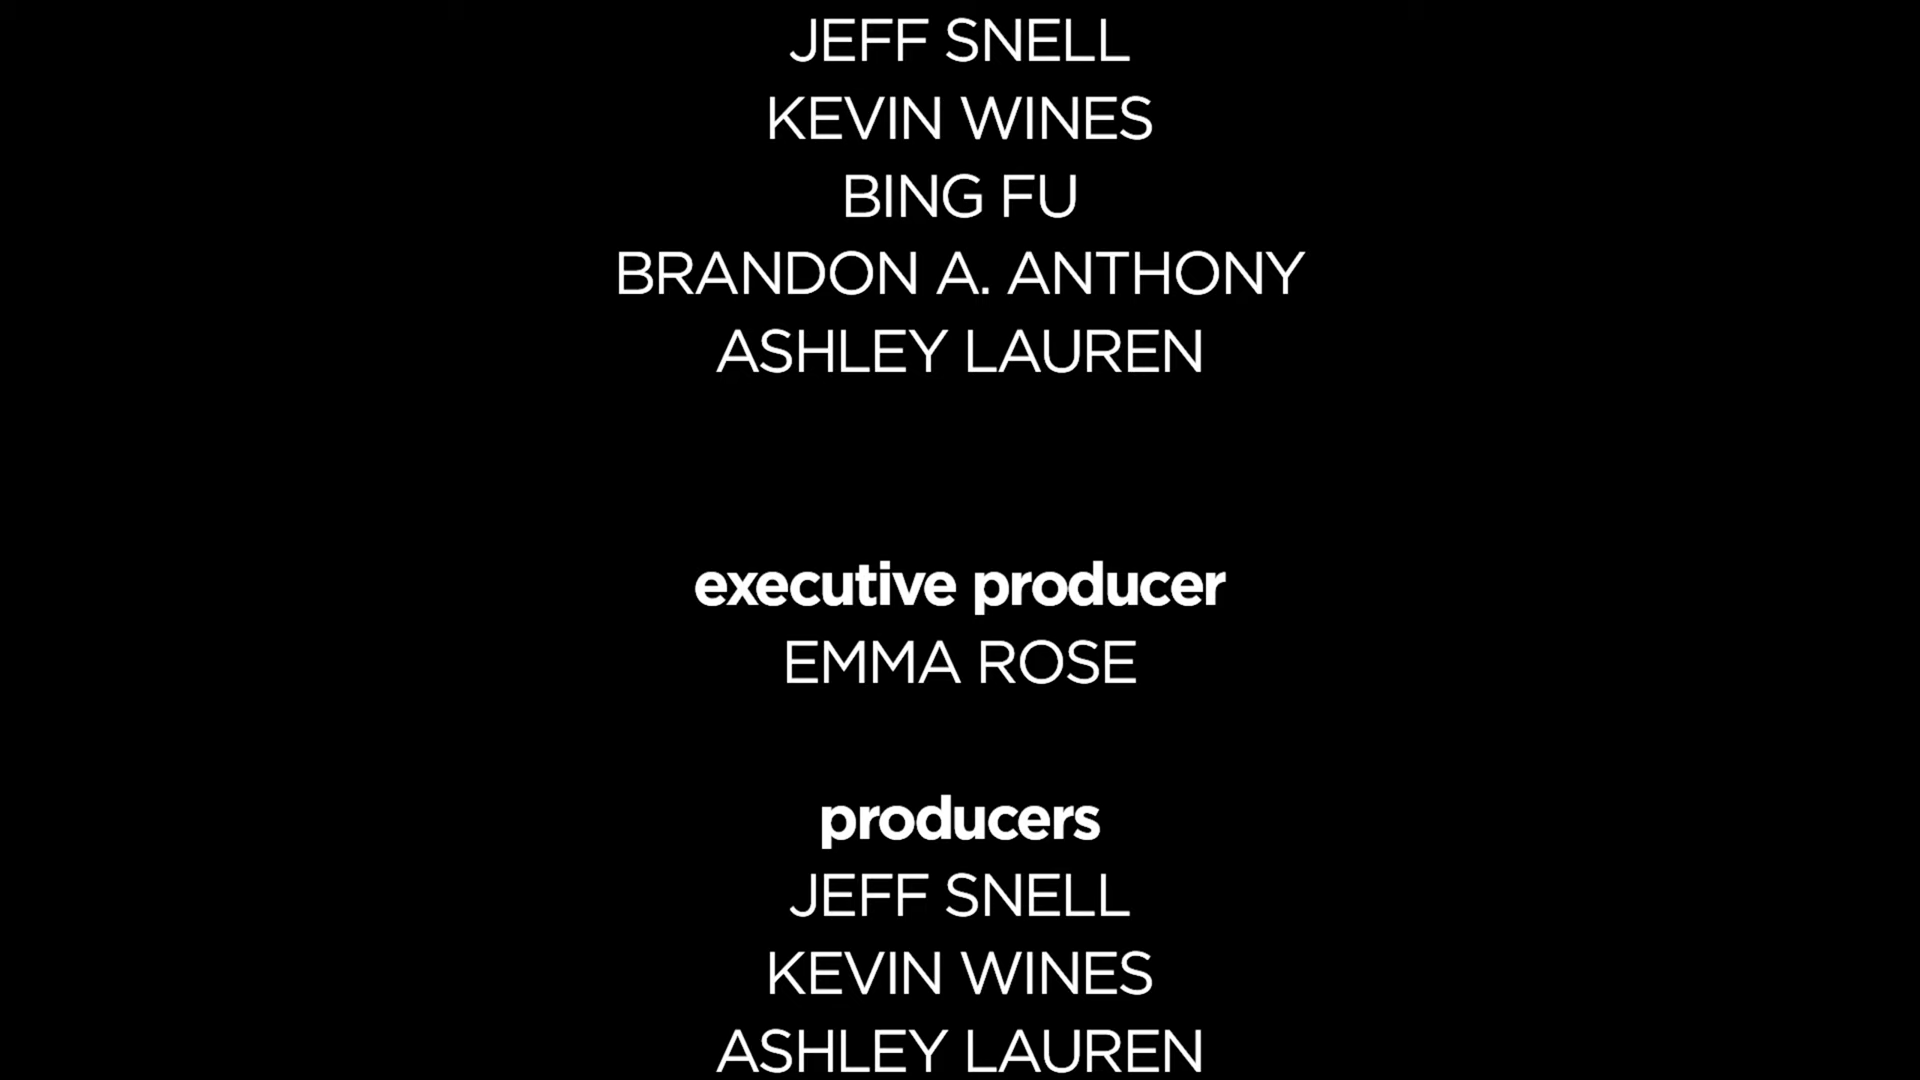 JEFF SNELL
KEVIN WINES
BING FU
BRANDON A. ANTHONY
ASHLEY LAUREN
executive producer
EMMA ROSE
producers
JEFF SNELL
KEVIN WINES
ASHLEY LAUREN